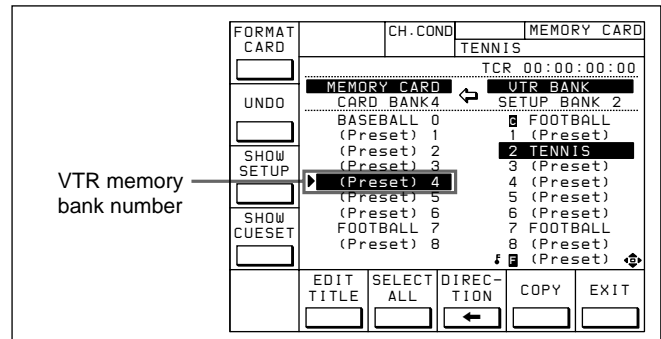 FORMAT CARD
CH·COND
MEMORY CARD
TENNIS
TCR 00:00:00:00
MEMORY CARD
VTR BANK
CARD BANK4
SETUP BANK 2
UNDO
BASEBALL 0
C FOOTBALL
(Preset) 1
1 (Preset)
(Preset) 2
2 TENNIS
SHOW SETUP
(Preset) 3
3 (Preset)
VTR memory bank number
(Preset) 4
4 (Preset)
(Preset) 5
5 (Preset)
(Preset) 6
6 (Preset)
SHOW CUESET
FOOTBALL 7
7 FOOTBALL
(Preset) 8
8 (Preset)
F (Preset)
EDIT TITLE
SELECT ALL
DIREC-TION
COPY
EXIT